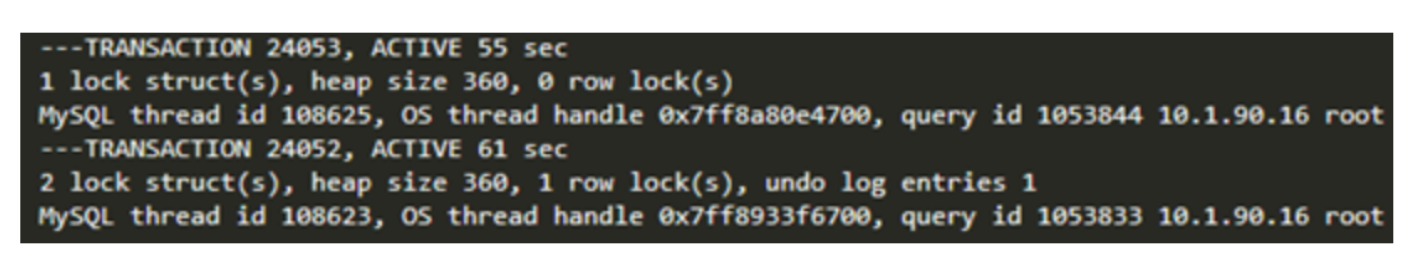 ---TRANSACTION 24053, ACTIVE 55 sec
1 lock struct(s), heap size 360, 0 row lock(s)
MySQL thread id 108625, OS thread handle 0x7ff8a80e4700, query id 1053844 10.1.90.16 root
---TRANSACTION 24052, ACTIVE 61 sec
2 lock struct(s), heap size 360, 1 row lock(s), undo log entries 1
MySQL thread id 108623, OS thread handle 0x7ff8933f6700, query id 1053833 10.1.90.16 root